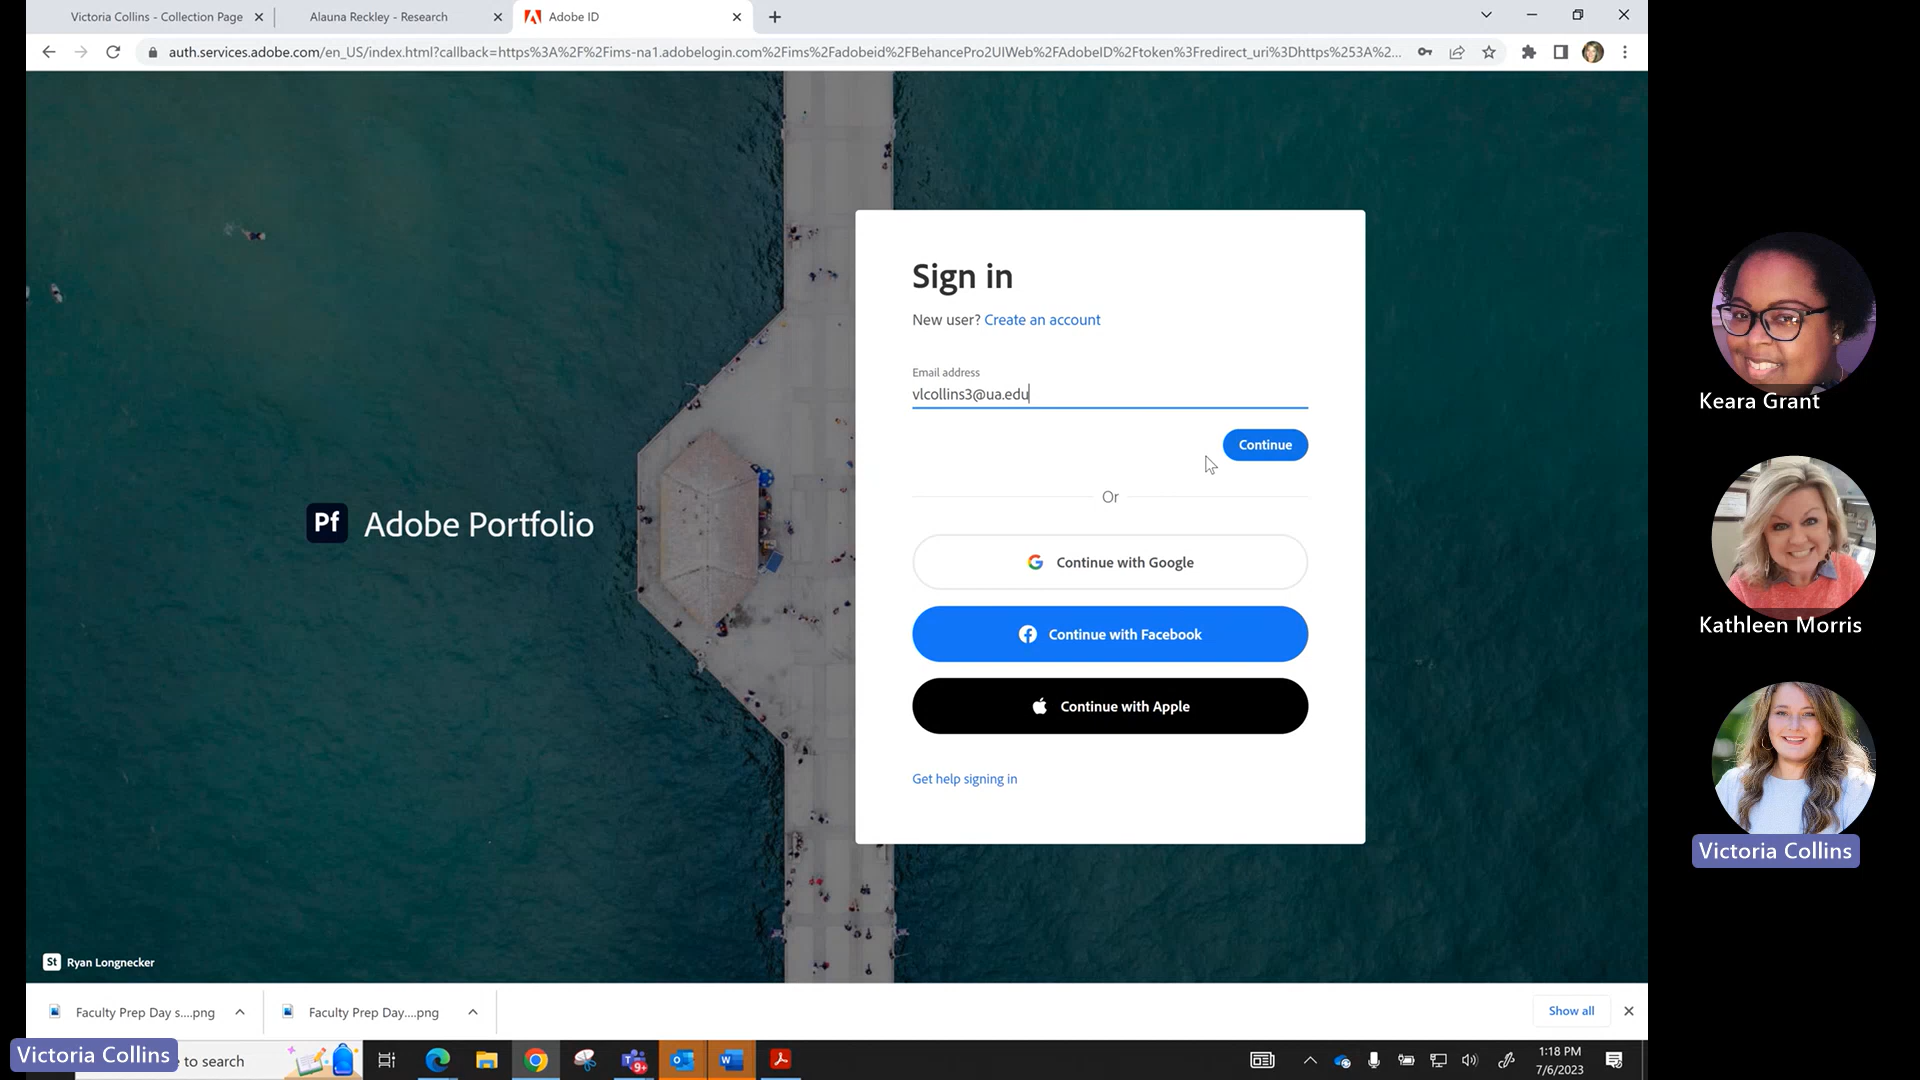 Victoria Collins - Collection Page
Alauna Reckley - Research
Adobe ID
auth.services.adobe.com/en_US/index.html?callback=https%3A%2F%2Fims-na1.adobelogin.com%2Fims%2Fadobeid%2FBehancePro2UIWeb%2FAdobeID%2Ftoken%3Fredirect_uri%3Dhttps%253A%2...
Sign in
New user? Create an account
Email address
vlcollins3@ua.edu
Continue
Or
Continue with Google
Continue with Facebook
Continue with Apple
Get help signing in
Pf Adobe Portfolio
St Ryan Longnecker
Keara Grant
Kathleen Morris
Victoria Collins
Faculty Prep Day s....png
Faculty Prep Day....png
Show all
Victoria Collins
e to search
9+
1:18 PM
7/6/2023